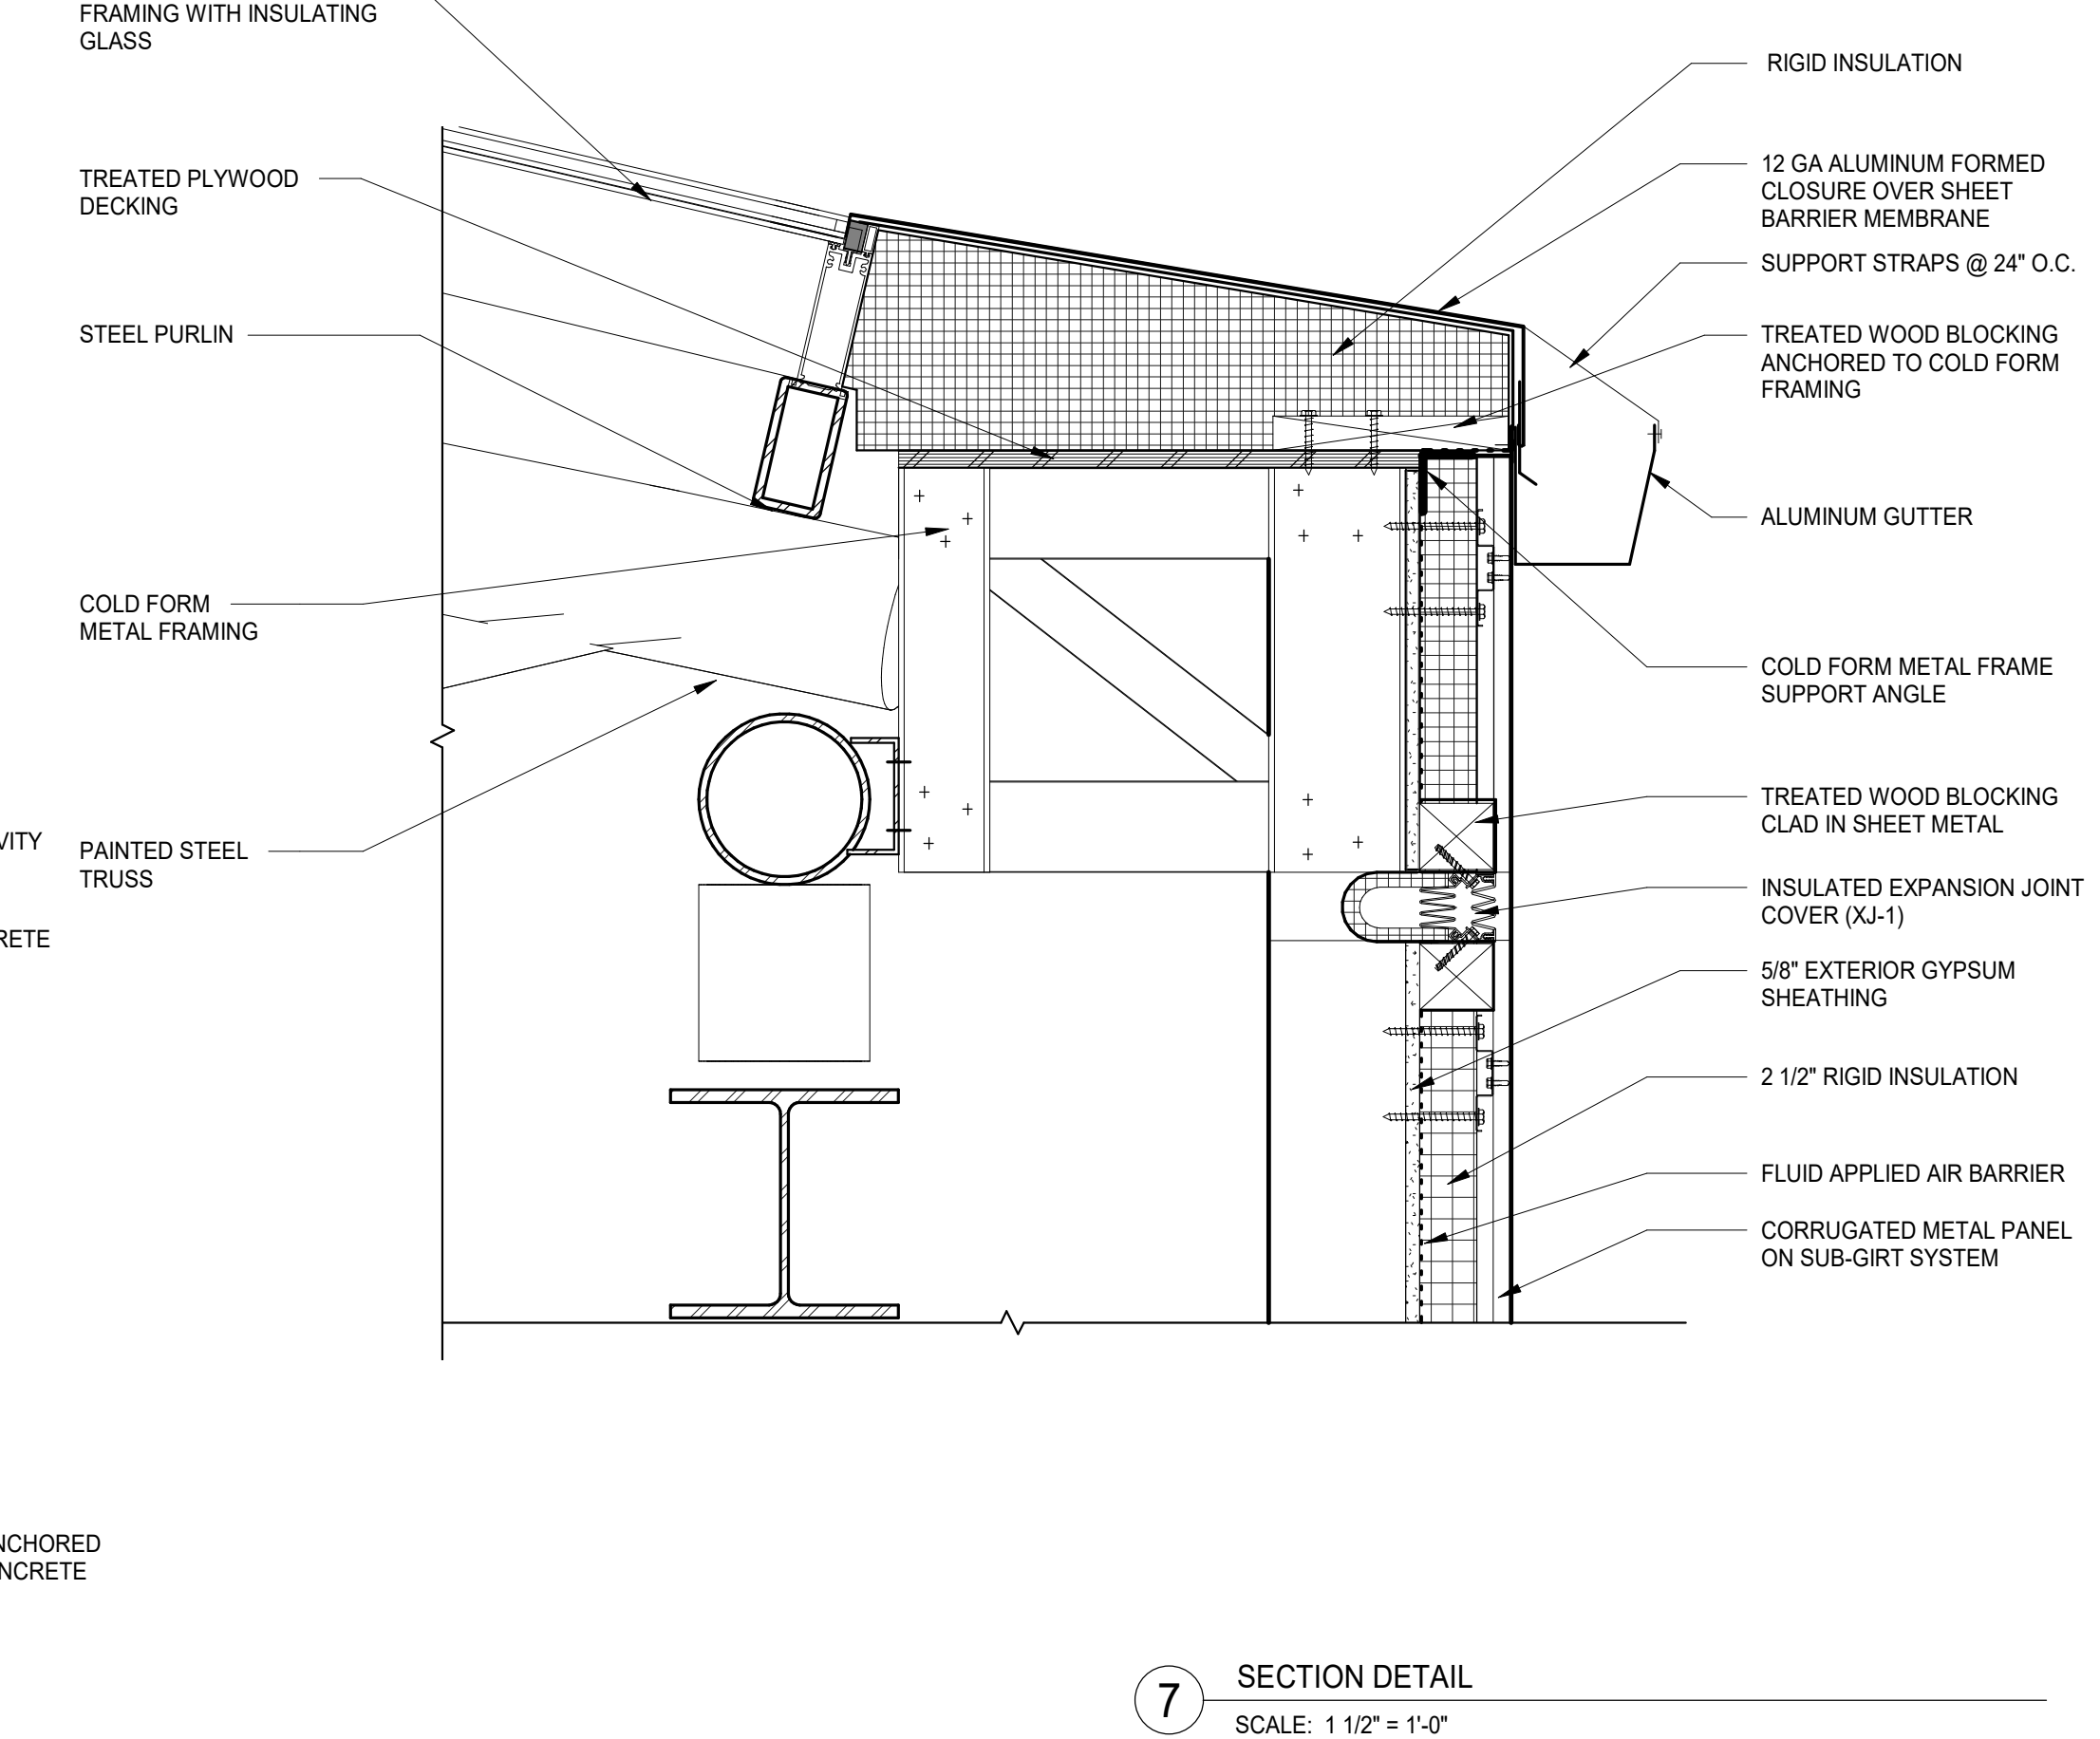 FRAMING WITH INSULATING
GLASS
TREATED PLYWOOD
DECKING
STEEL PURLIN
COLD FORM
METAL FRAMING
VITY
PAINTED STEEL
TRUSS
RETE
NCHORED
NCRETE
RIGID INSULATION
12 GA ALUMINUM FORMED
CLOSURE OVER SHEET
BARRIER MEMBRANE
SUPPORT STRAPS @ 24" O.C.
TREATED WOOD BLOCKING
ANCHORED TO COLD FORM
FRAMING
ALUMINUM GUTTER
COLD FORM METAL FRAME
SUPPORT ANGLE
TREATED WOOD BLOCKING
CLAD IN SHEET METAL
INSULATED EXPANSION JOINT
COVER (XJ-1)
5/8" EXTERIOR GYPSUM
SHEATHING
2 1/2" RIGID INSULATION
FLUID APPLIED AIR BARRIER
CORRUGATED METAL PANEL
ON SUB-GIRT SYSTEM
7
SECTION DETAIL
SCALE: 1 1/2" = 1'-0"